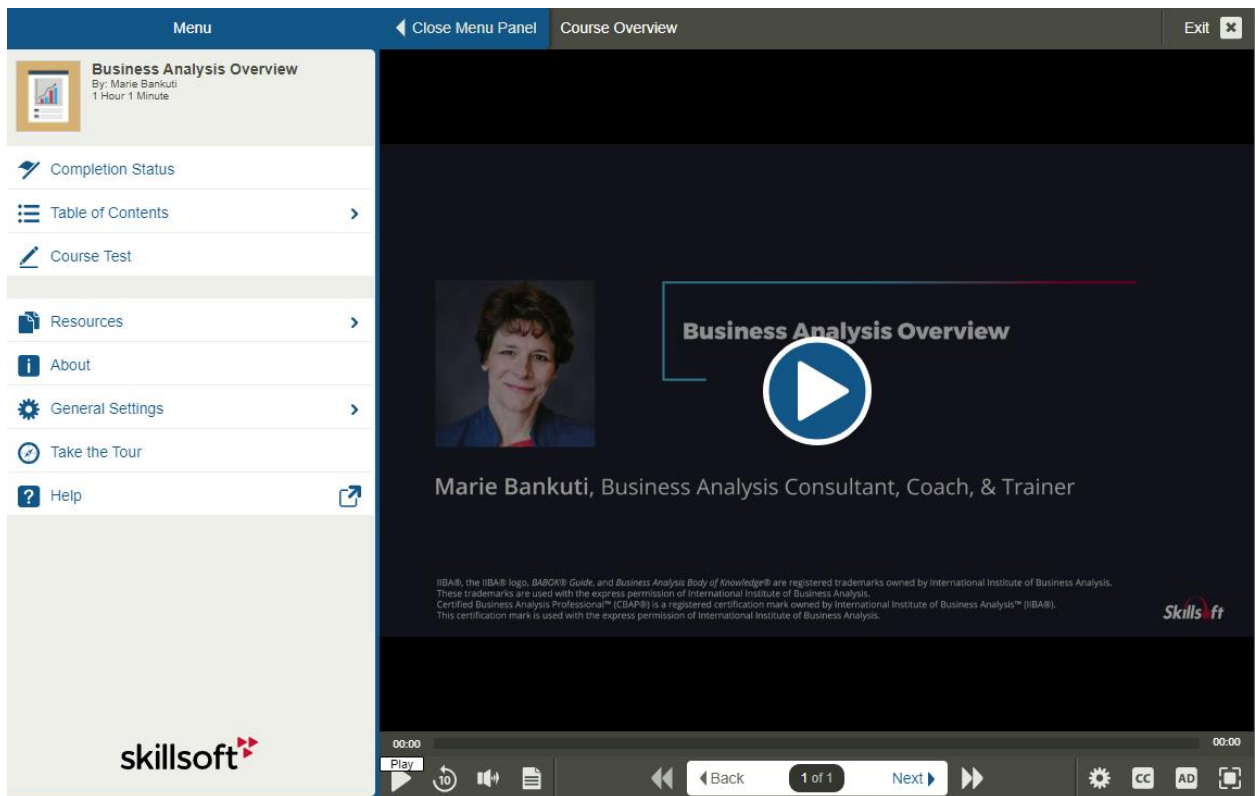 Menu
Close Menu Panel
Course Overview
Exit
Business Analysis Overview
By: Marie Bankuti
1 Hour 1 Minute
Completion Status
Table of Contents
Course Test
Resources
About
General Settings
Take the Tour
Help
skillsoft
Business Analysis Overview
Marie Bankuti, Business Analysis Consultant, Coach, & Trainer
IIBA®, the IIBA® logo, BABOK® Guide, and Business Analysis Body of Knowledge® are registered trademarks owned by International Institute of Business Analysis.
These trademarks are used with the express permission of International Institute of Business Analysis.
Certified Business Analysis Professional™ (CBAP®) is a registered certification mark owned by International Institute of Business Analysis™ (IIBA®).
This certification mark is used with the express permission of International Institute of Business Analysis.
Skillsoft
00:00
00:00
Play
10
Back
1 of 1
Next
CC
AD